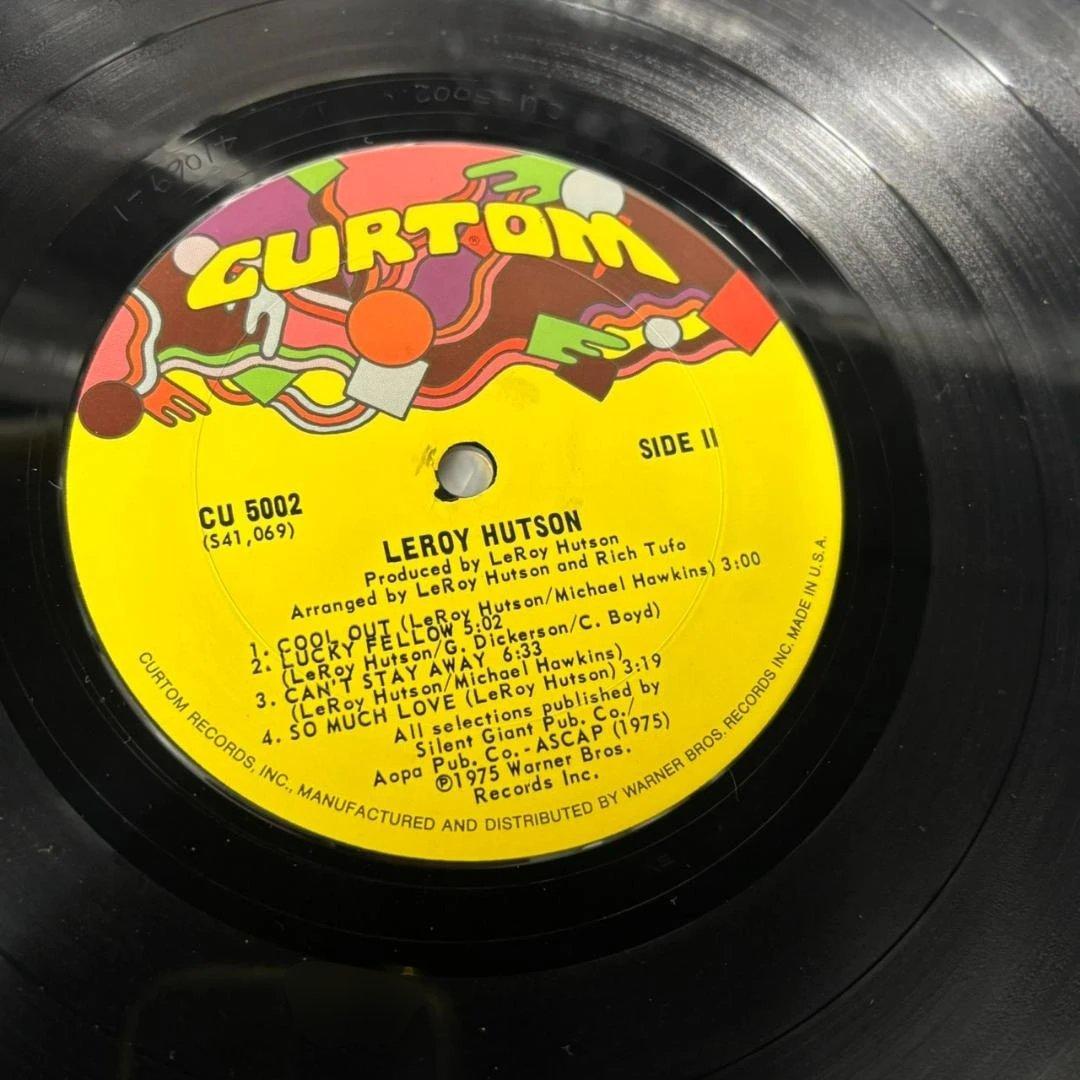 CU-5002
41069-1
CURTOM®
SIDE II
CU 5002
(S41,069)
LEROY HUTSON
Produced by LeRoy Hutson
Arranged by LeRoy Hutson and Rich Tufo
1. COOL OUT (LeRoy Hutson/Michael Hawkins) 3:00
2. LUCKY FELLOW 5:02
(LeRoy Hutson/G. Dickerson/C. Boyd)
3. CAN'T STAY AWAY 6:33
(LeRoy Hutson/Michael Hawkins)
4. SO MUCH LOVE (LeRoy Hutson) 3:19
All selections published by
Silent Giant Pub. Co./
Aopa Pub. Co.-ASCAP (1975)
℗1975 Warner Bros.
Records Inc.
CURTOM RECORDS, INC., MANUFACTURED AND DISTRIBUTED BY WARNER BROS. RECORDS INC. MADE IN U.S.A.